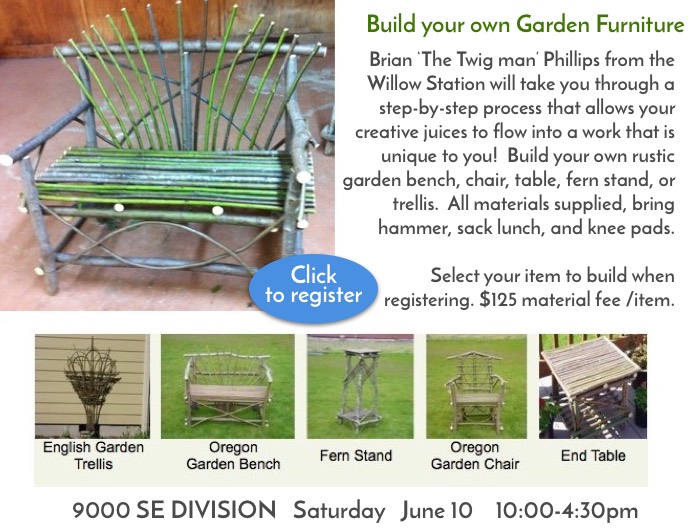 Build your own Garden Furniture
Brian 'The Twig man' Phillips from the
Willow Station will take you through a
step-by-step process that allows your
creative juices to flow into a work that is
unique to you! Build your own rustic
garden bench, chair, table, fern stand, or
trellis. All materials supplied, bring
hammer, sack lunch, and knee pads.
Select your item to build when
registering. $125 material fee /item.
Click
to register
English Garden
Trellis
Oregon
Garden Bench
Fern Stand
Oregon
Garden Chair
End Table
9000 SE DIVISION Saturday June 10 10:00-4:30pm